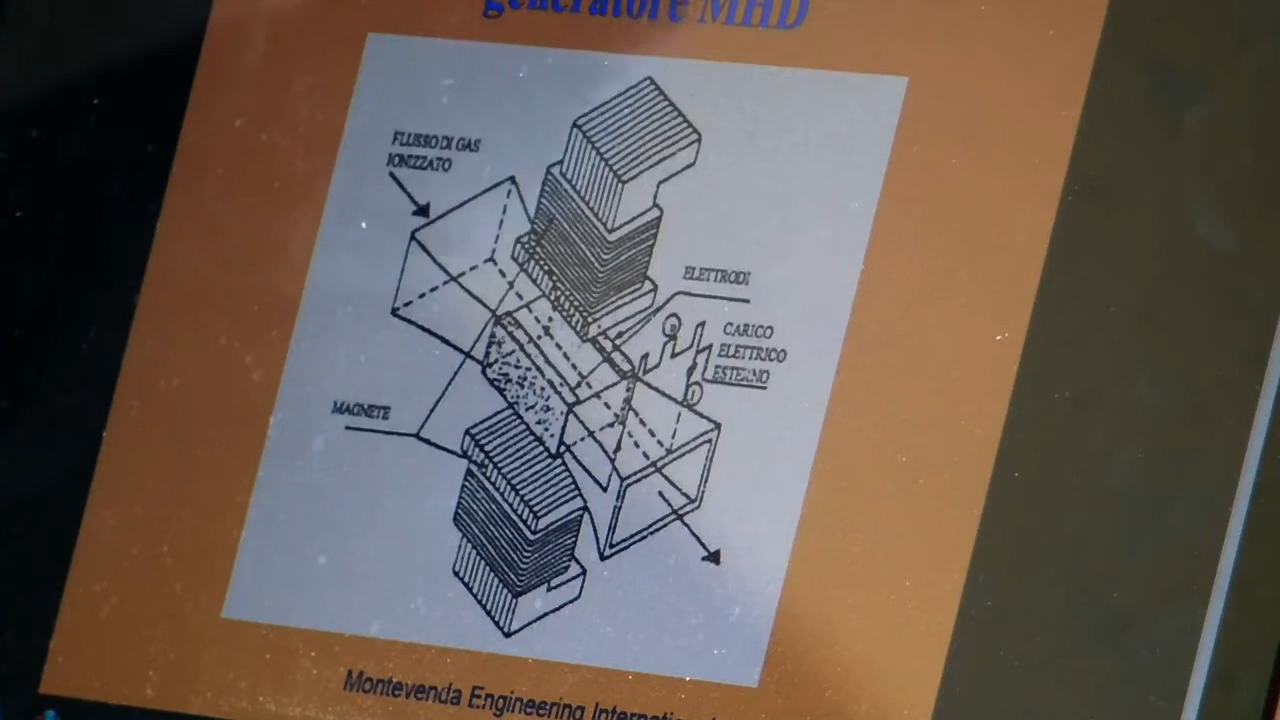 generatore MHD
FLUSSO DI GAS
IONIZZATO
ELETTRODI
CARICO
ELETTRICO
ESTERNO
MAGNETE
Montevenda Engineering